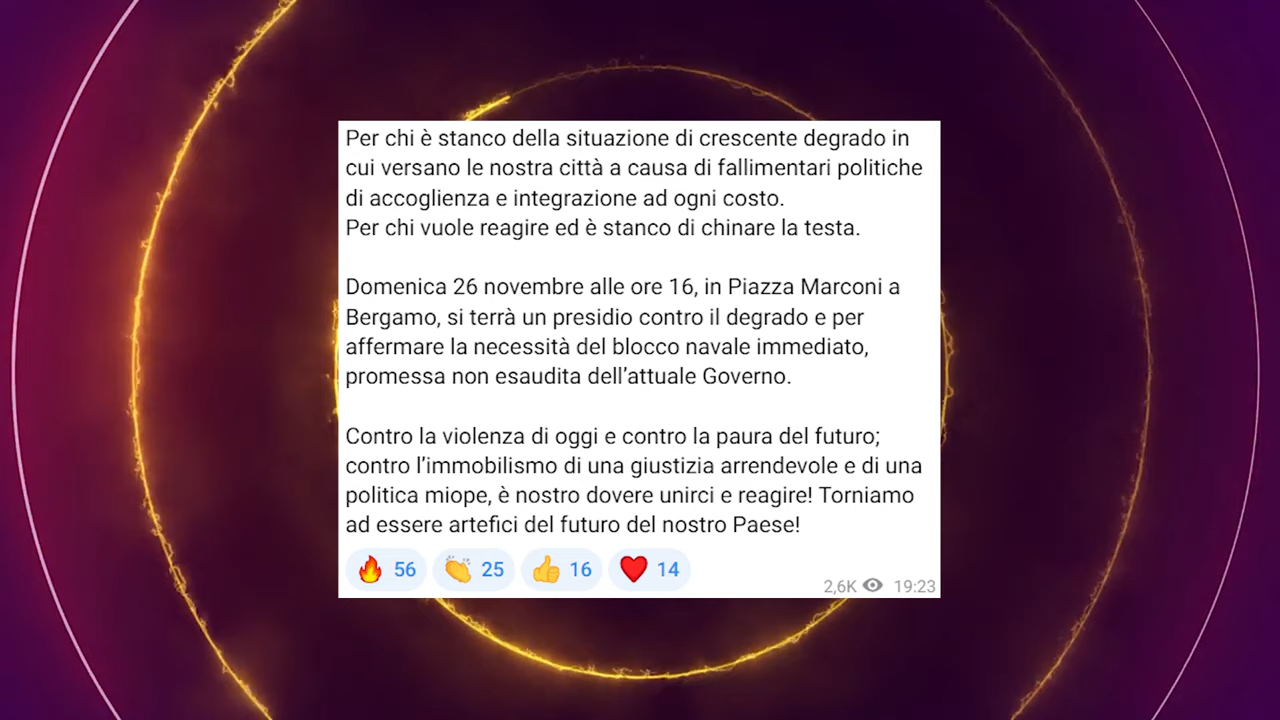 Per chi è stanco della situazione di crescente degrado in
cui versano le nostra città a causa di fallimentari politiche
di accoglienza e integrazione ad ogni costo.
Per chi vuole reagire ed è stanco di chinare la testa.
Domenica 26 novembre alle ore 16, in Piazza Marconi a
Bergamo, si terrà un presidio contro il degrado e per
affermare la necessità del blocco navale immediato,
promessa non esaudita dell'attuale Governo.
Contro la violenza di oggi e contro la paura del futuro;
contro l'immobilismo di una giustizia arrendevole e di una
politica miope, è nostro dovere unirci e reagire! Torniamo
ad essere artefici del futuro del nostro Paese!
🔥 56 👏 25 👍 16 ❤️ 14
2,6K 19:23